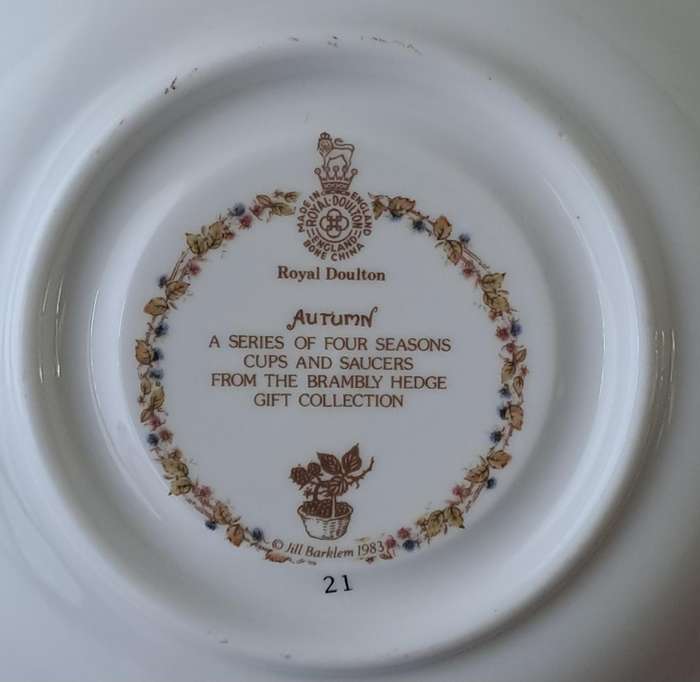 MADE IN ENGLAND
ROYAL·DOULTON
ENGLAND
BONE CHINA
Royal Doulton
AUTUMN
A SERIES OF FOUR SEASONS
CUPS AND SAUCERS
FROM THE BRAMBLY HEDGE
GIFT COLLECTION
© Jill Barklem 1983
21